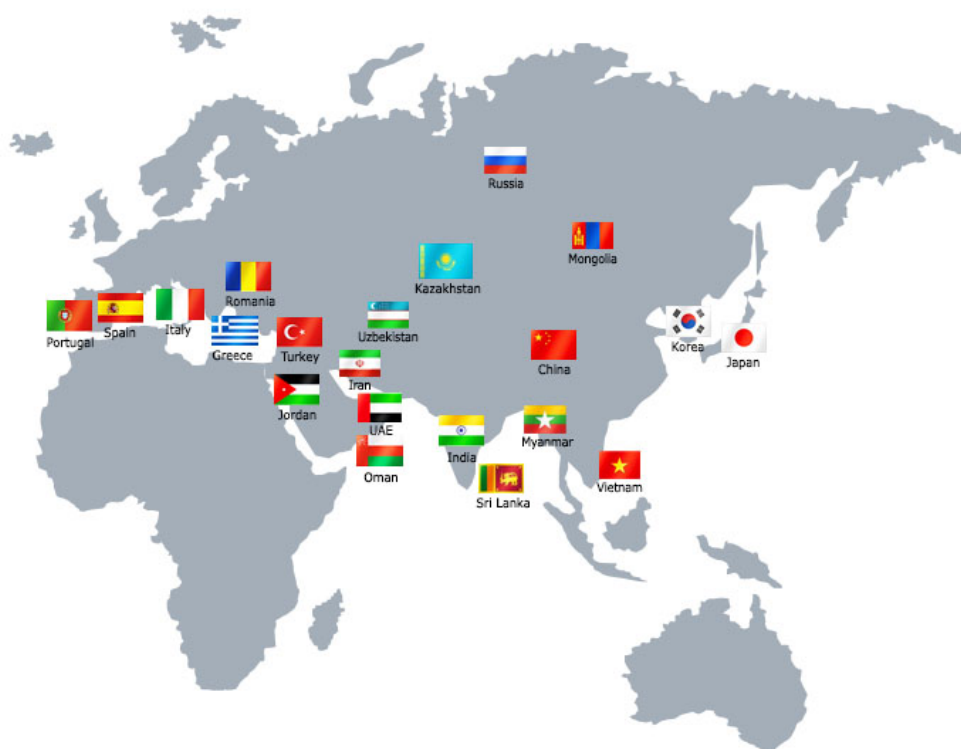 Russia
Mongolia
Kazakhstan
Romania
Portugal
Spain
Italy
Greece
Turkey
Uzbekistan
Korea
Japan
China
Iran
Jordan
UAE
Myanmar
India
Oman
Vietnam
Sri Lanka